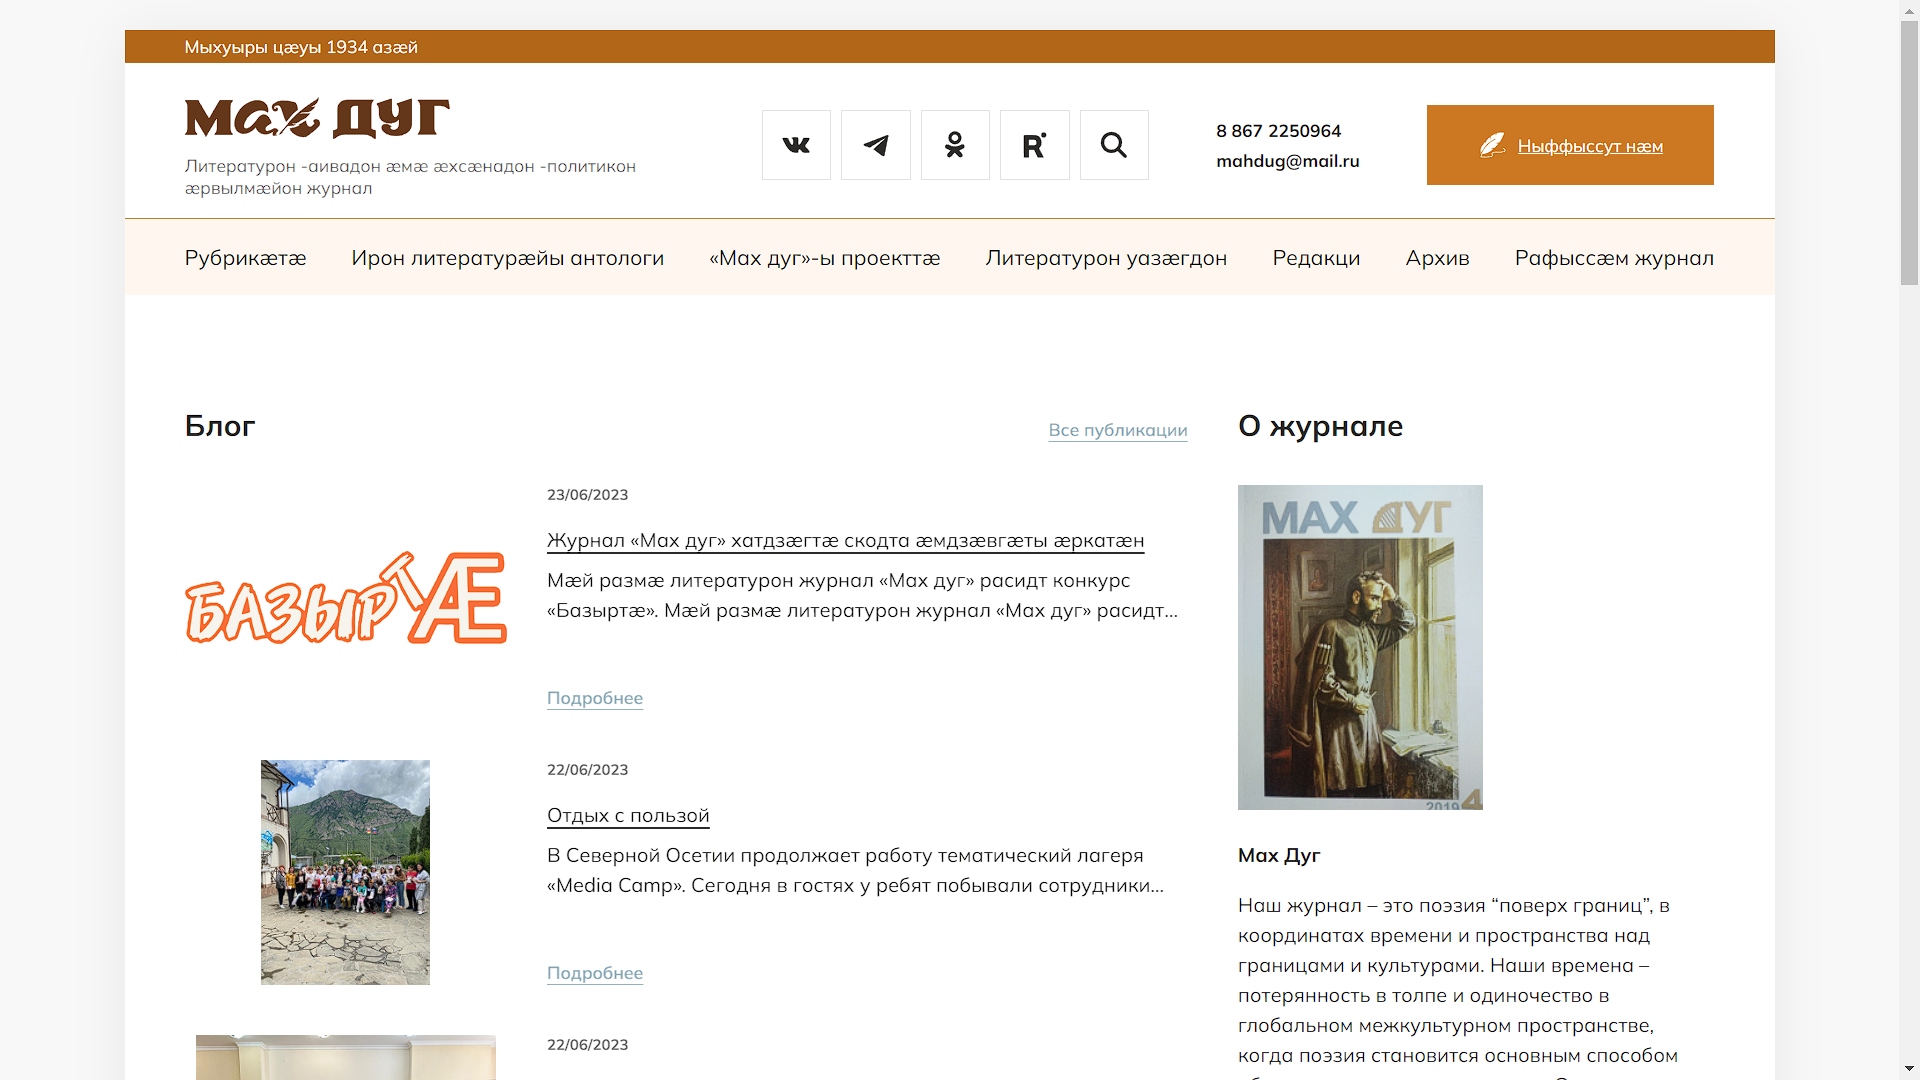 Мыхуыры цæуы 1934 азæй
Мах дуг
Литературон -аивадон æмæ æхсæнадон -политикон
æрвылмæйон журнал
8 867 2250964
mahdug@mail.ru
Ныффыссут нæм
Рубрикæтæ
Ирон литературæйы антологи
«Мах дуг»-ы проекттæ
Литературон уазæгдон
Редакци
Архив
Рафыссæм журнал
Блог
Все публикации
БАЗЫРТÆ
23/06/2023
Журнал «Мах дуг» хатдзæгтæ скодта æмдзæвгæты æркатæн
Мæй размæ литературон журнал «Мах дуг» расидт конкурс
«Базыртæ». Мæй размæ литературон журнал «Мах дуг» расидт...
Подробнее
22/06/2023
Отдых с пользой
В Северной Осетии продолжает работу тематический лагеря
«Media Camp». Сегодня в гостях у ребят побывали сотрудники...
Подробнее
22/06/2023
О журнале
МАХ ДУГ
2019 4
Мах Дуг
Наш журнал – это поэзия “поверх границ”, в
координатах времени и пространства над
границами и культурами. Наши времена –
потерянность в толпе и одиночество в
глобальном межкультурном пространстве,
когда поэзия становится основным способом